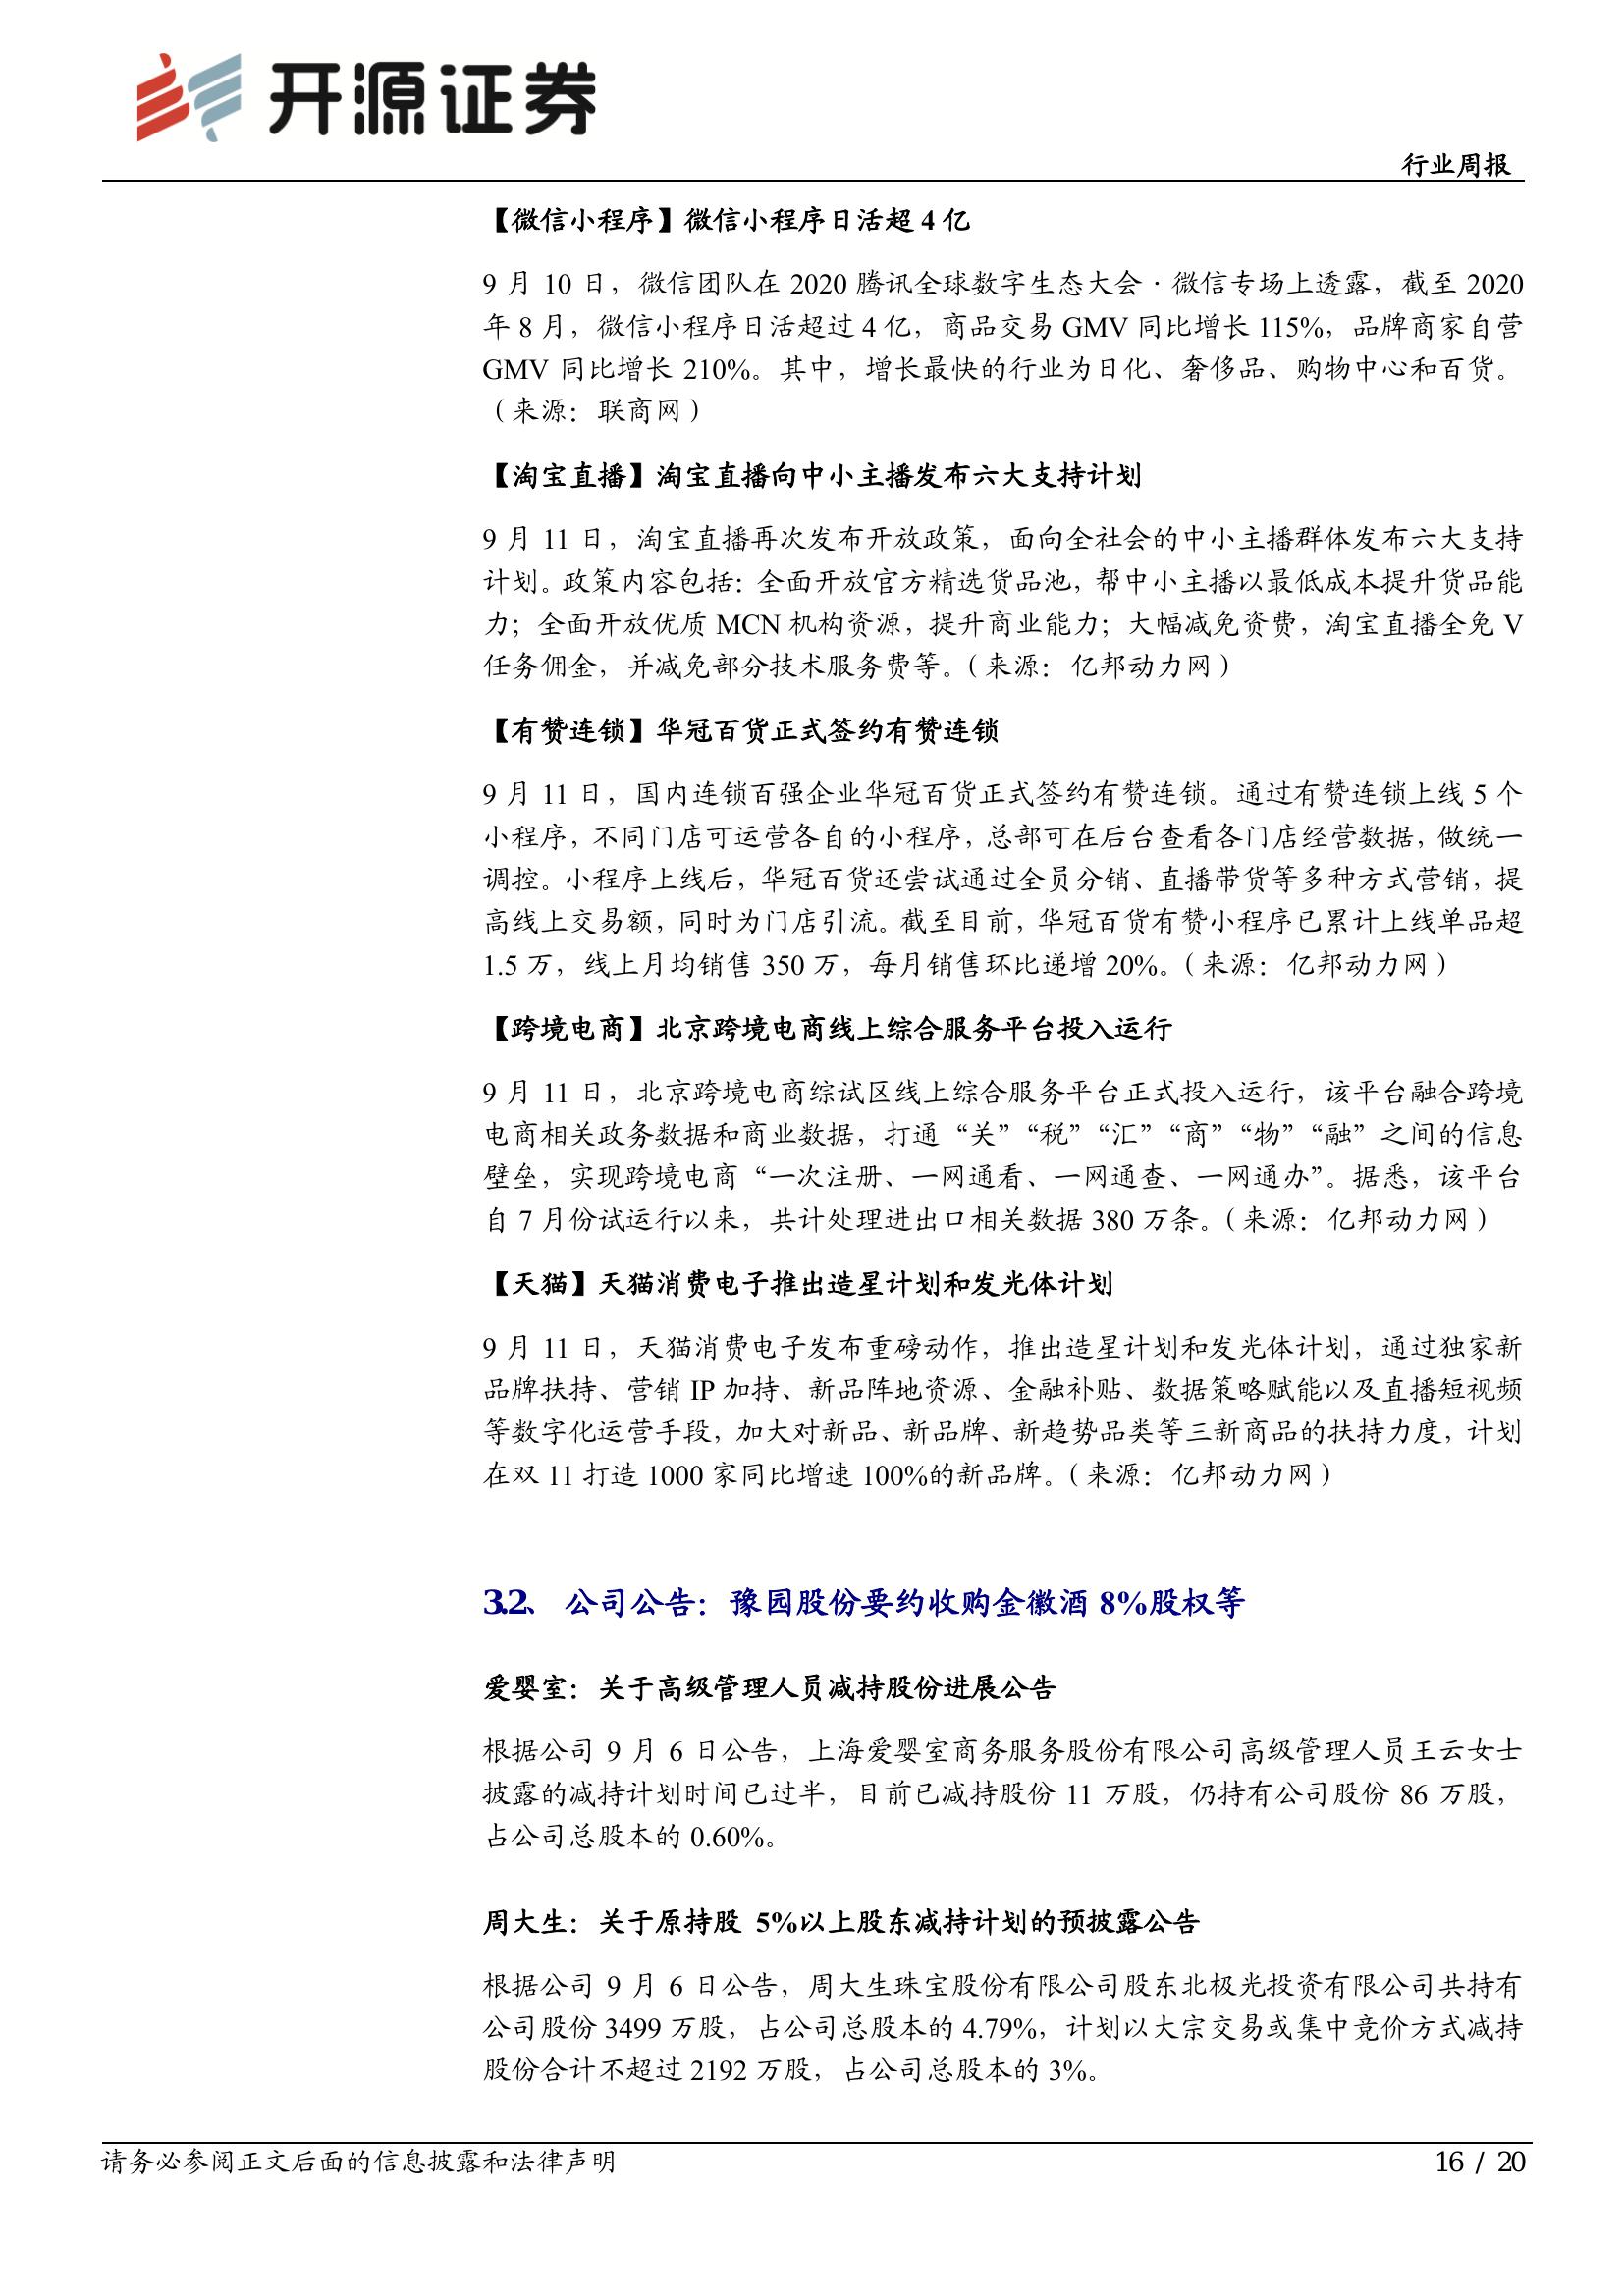 开源证券
行业周报
【微信小程序】微信小程序日活超 4 亿
9 月 10 日，微信团队在 2020 腾讯全球数字生态大会·微信专场上透露，截至 2020
年 8 月，微信小程序日活超过 4 亿，商品交易 GMV 同比增长 115%，品牌商家自营
GMV 同比增长 210%。其中，增长最快的行业为日化、奢侈品、购物中心和百货。
（来源：联商网）
【淘宝直播】淘宝直播向中小主播发布六大支持计划
9 月 11 日，淘宝直播再次发布开放政策，面向全社会的中小主播群体发布六大支持
计划。政策内容包括：全面开放官方精选货品池，帮中小主播以最低成本提升货品能
力；全面开放优质 MCN 机构资源，提升商业能力；大幅减免资费，淘宝直播全免 V
任务佣金，并减免部分技术服务费等。（来源：亿邦动力网）
【有赞连锁】华冠百货正式签约有赞连锁
9 月 11 日，国内连锁百强企业华冠百货正式签约有赞连锁。通过有赞连锁上线 5 个
小程序，不同门店可运营各自的小程序，总部可在后台查看各门店经营数据，做统一
调控。小程序上线后，华冠百货还尝试通过全员分销、直播带货等多种方式营销，提
高线上交易额，同时为门店引流。截至目前，华冠百货有赞小程序已累计上线单品超
1.5 万，线上月均销售 350 万，每月销售环比递增 20%。（来源：亿邦动力网）
【跨境电商】北京跨境电商线上综合服务平台投入运行
9 月 11 日，北京跨境电商综试区线上综合服务平台正式投入运行，该平台融合跨境
电商相关政务数据和商业数据，打通“关”“税”“汇”“商”“物”“融”之间的信息
壁垒，实现跨境电商“一次注册、一网通看、一网通查、一网通办”。据悉，该平台
自 7 月份试运行以来，共计处理进出口相关数据 380 万条。（来源：亿邦动力网）
【天猫】天猫消费电子推出造星计划和发光体计划
9 月 11 日，天猫消费电子发布重磅动作，推出造星计划和发光体计划，通过独家新
品牌扶持、营销 IP 加持、新品阵地资源、金融补贴、数据策略赋能以及直播短视频
等数字化运营手段，加大对新品、新品牌、新趋势品类等三新商品的扶持力度，计划
在双 11 打造 1000 家同比增速 100%的新品牌。（来源：亿邦动力网）
3.2、 公司公告：豫园股份要约收购金徽酒 8%股权等
爱婴室：关于高级管理人员减持股份进展公告
根据公司 9 月 6 日公告，上海爱婴室商务服务股份有限公司高级管理人员王云女士
披露的减持计划时间已过半，目前已减持股份 11 万股，仍持有公司股份 86 万股，
占公司总股本的 0.60%。
周大生：关于原持股 5%以上股东减持计划的预披露公告
根据公司 9 月 6 日公告，周大生珠宝股份有限公司股东北极光投资有限公司共持有
公司股份 3499 万股，占公司总股本的 4.79%，计划以大宗交易或集中竞价方式减持
股份合计不超过 2192 万股，占公司总股本的 3%。
请务必参阅正文后面的信息披露和法律声明
16 / 20